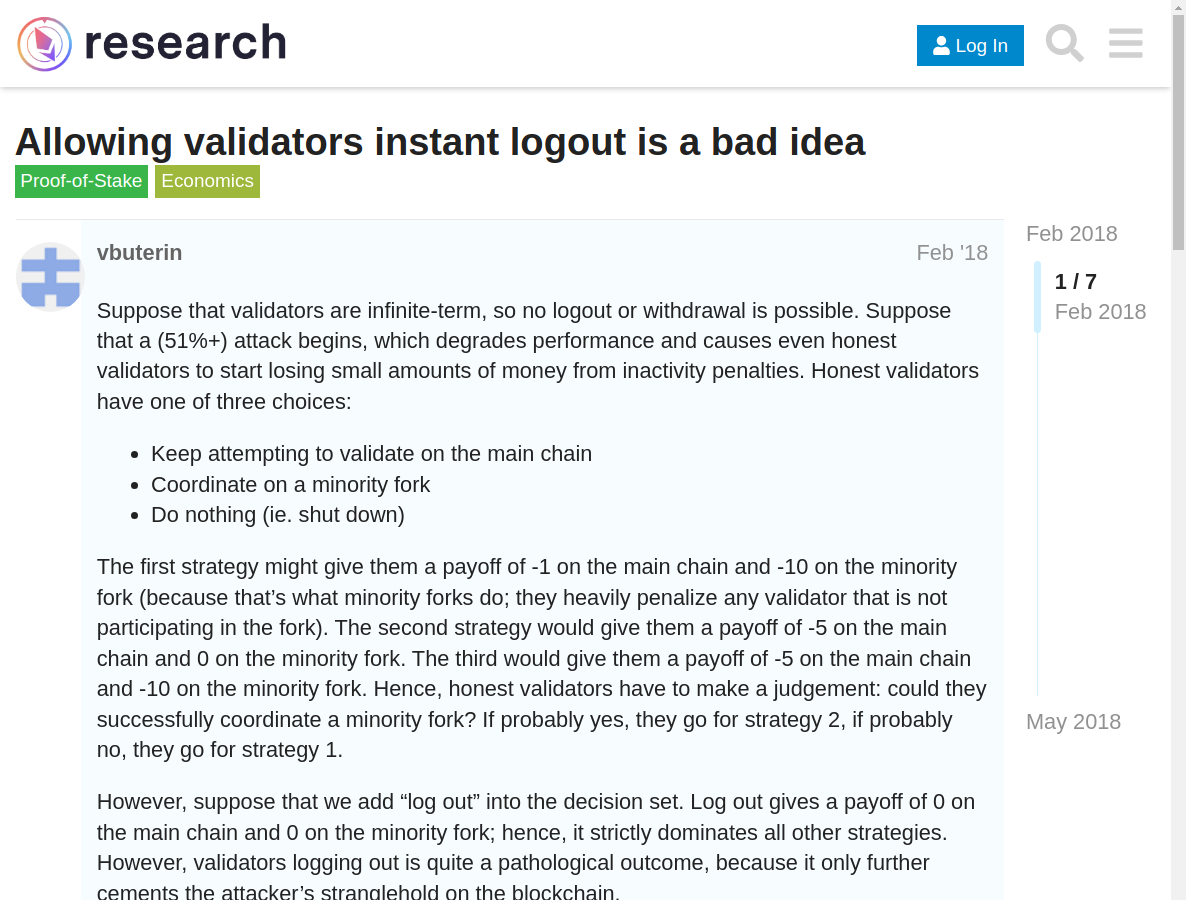 research
Log In
Allowing validators instant logout is a bad idea
Proof-of-Stake Economics
vbuterin
Feb '18
Suppose that validators are infinite-term, so no logout or withdrawal is possible. Suppose
that a (51%+) attack begins, which degrades performance and causes even honest
validators to start losing small amounts of money from inactivity penalties. Honest validators
have one of three choices:
• Keep attempting to validate on the main chain
• Coordinate on a minority fork
• Do nothing (ie. shut down)
The first strategy might give them a payoff of -1 on the main chain and -10 on the minority
fork (because that’s what minority forks do; they heavily penalize any validator that is not
participating in the fork). The second strategy would give them a payoff of -5 on the main
chain and 0 on the minority fork. The third would give them a payoff of -5 on the main chain
and -10 on the minority fork. Hence, honest validators have to make a judgement: could they
successfully coordinate a minority fork? If probably yes, they go for strategy 2, if probably
no, they go for strategy 1.
However, suppose that we add “log out” into the decision set. Log out gives a payoff of 0 on
the main chain and 0 on the minority fork; hence, it strictly dominates all other strategies.
However, validators logging out is quite a pathological outcome, because it only further
cements the attacker’s stranglehold on the blockchain.
Feb 2018
1 / 7
Feb 2018
May 2018